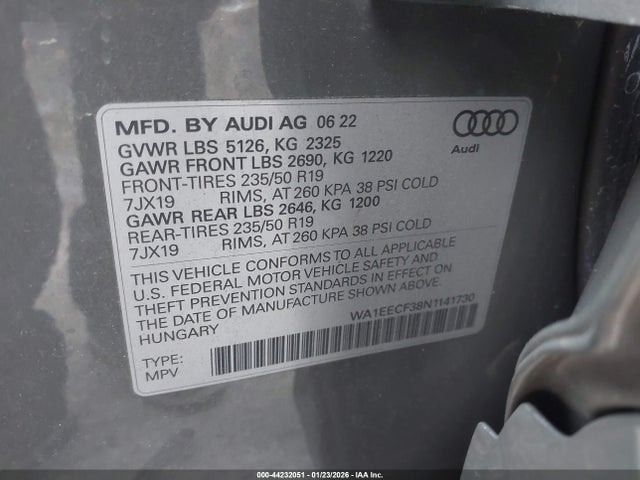 MFD. BY AUDI AG 06 22
GVWR LBS 5126, KG 2325
GAWR FRONT LBS 2690, KG 1220
FRONT-TIRES 235/50 R19
7JX19 RIMS, AT 260 KPA 38 PSI COLD
GAWR REAR LBS 2646, KG 1200
REAR-TIRES 235/50 R19
7JX19 RIMS, AT 260 KPA 38 PSI COLD
Audi
THIS VEHICLE CONFORMS TO ALL APPLICABLE
U.S. FEDERAL MOTOR VEHICLE SAFETY AND
THEFT PREVENTION STANDARDS IN EFFECT ON
THE DATE OF MANUFACTURE SHOWN ABOVE
HUNGARY
WA1EECF38N1141730
TYPE:
MPV
000-44232051 - 01/23/2026 - IAA Inc.